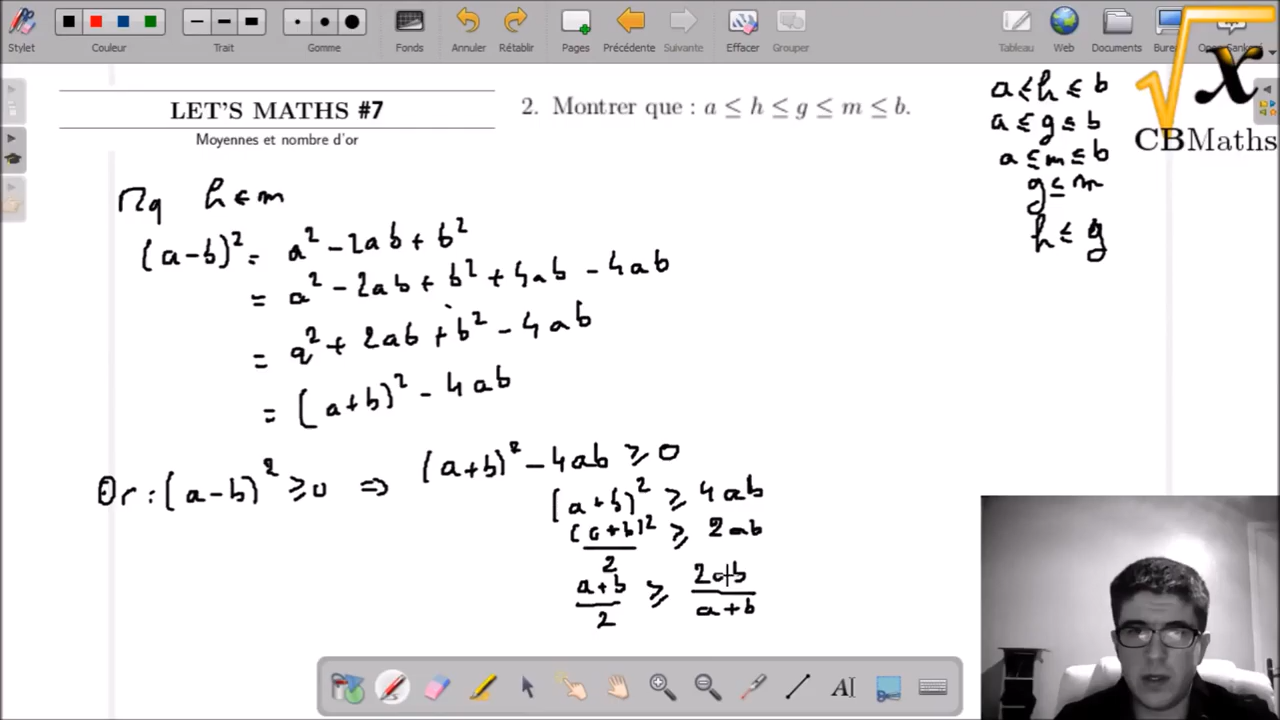 Stylet Couleur Trait Gomme Fonds Annuler Rétablir Pages Précédente Suivante Effacer Grouper Tableau Web Documents
LET'S MATHS #7
Moyennes et nombre d'or
2. Montrer que : a ≤ h ≤ g ≤ m ≤ b.
a ≤ h ≤ b
a ≤ g ≤ b
a ≤ m ≤ b
g ≤ m
h ≤ g
√x
CBMaths
Mq h ≤ m
(a-b)² = a² - 2ab + b²
= a² - 2ab + b² + 4ab - 4ab
= a² + 2ab + b² - 4ab
= (a+b)² - 4ab
Or : (a-b)² ≥ 0 ⇒ (a+b)² - 4ab ≥ 0
(a+b)² ≥ 4ab
(a+b)²/2 ≥ 2ab
a+b/2 ≥ 2ab/a+b
AI